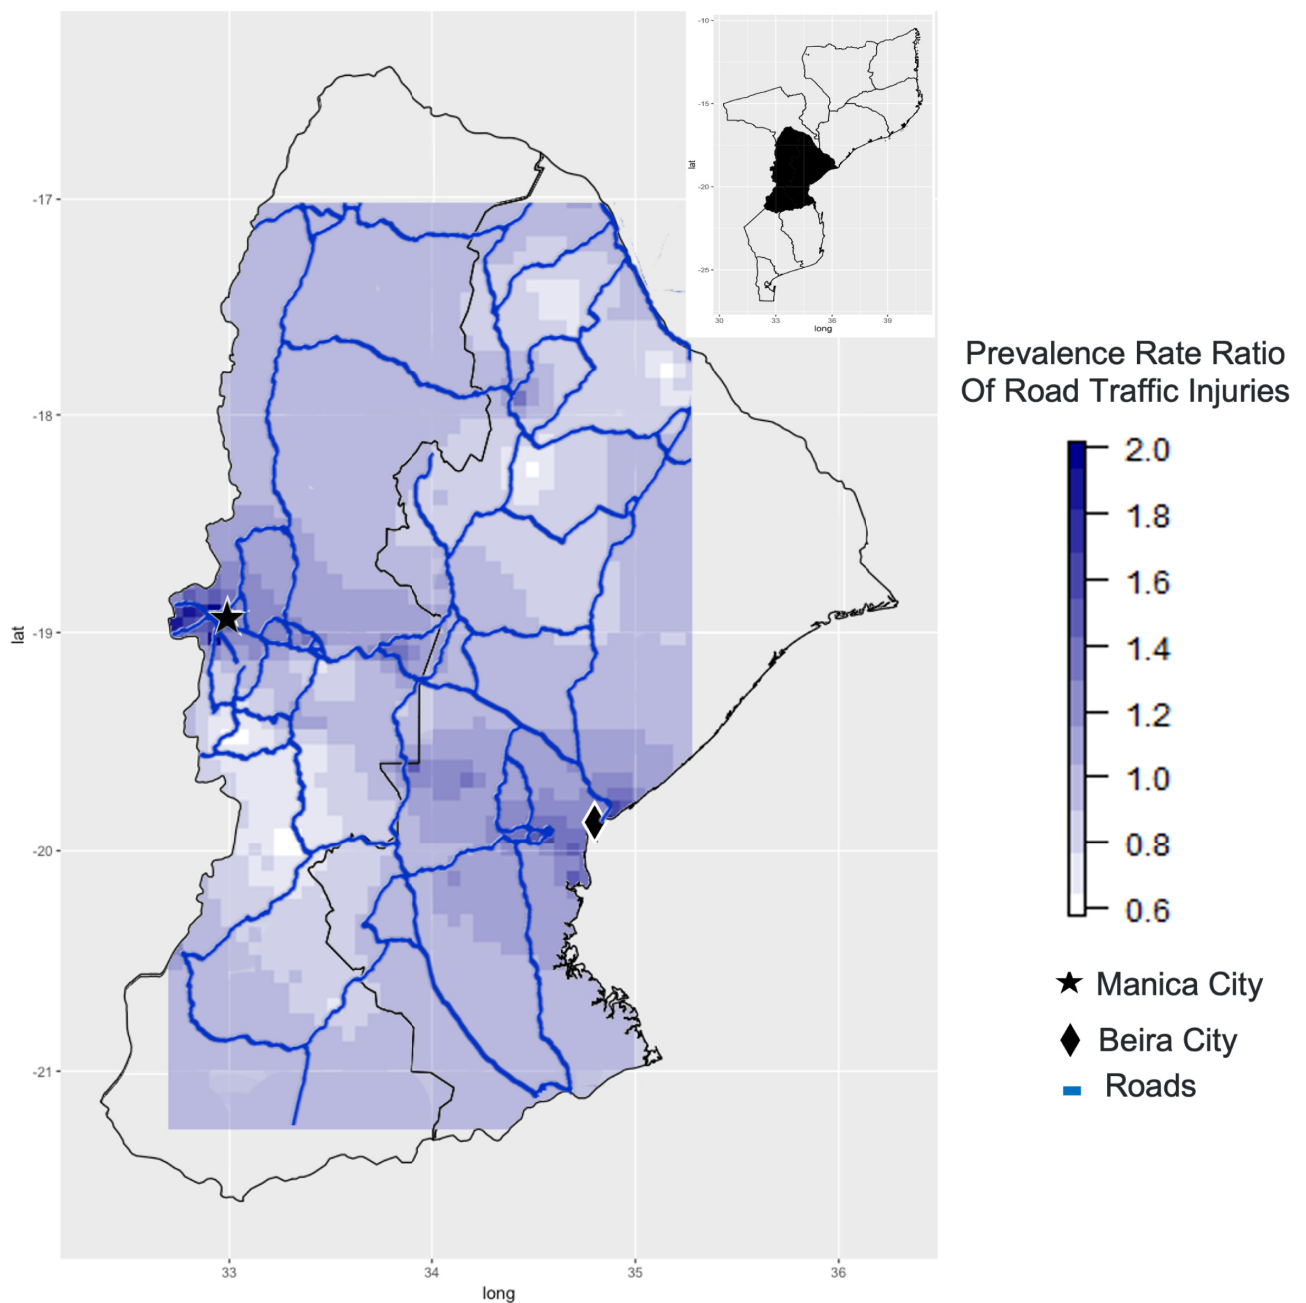 -10
-15
-20
-25
lat
30
33
36
39
long
-17
-18
-19
-20
-21
lat
33
34
35
36
long
Prevalence Rate Ratio
Of Road Traffic Injuries
2.0
1.8
1.6
1.4
1.2
1.0
0.8
0.6
Manica City
Beira City
Roads